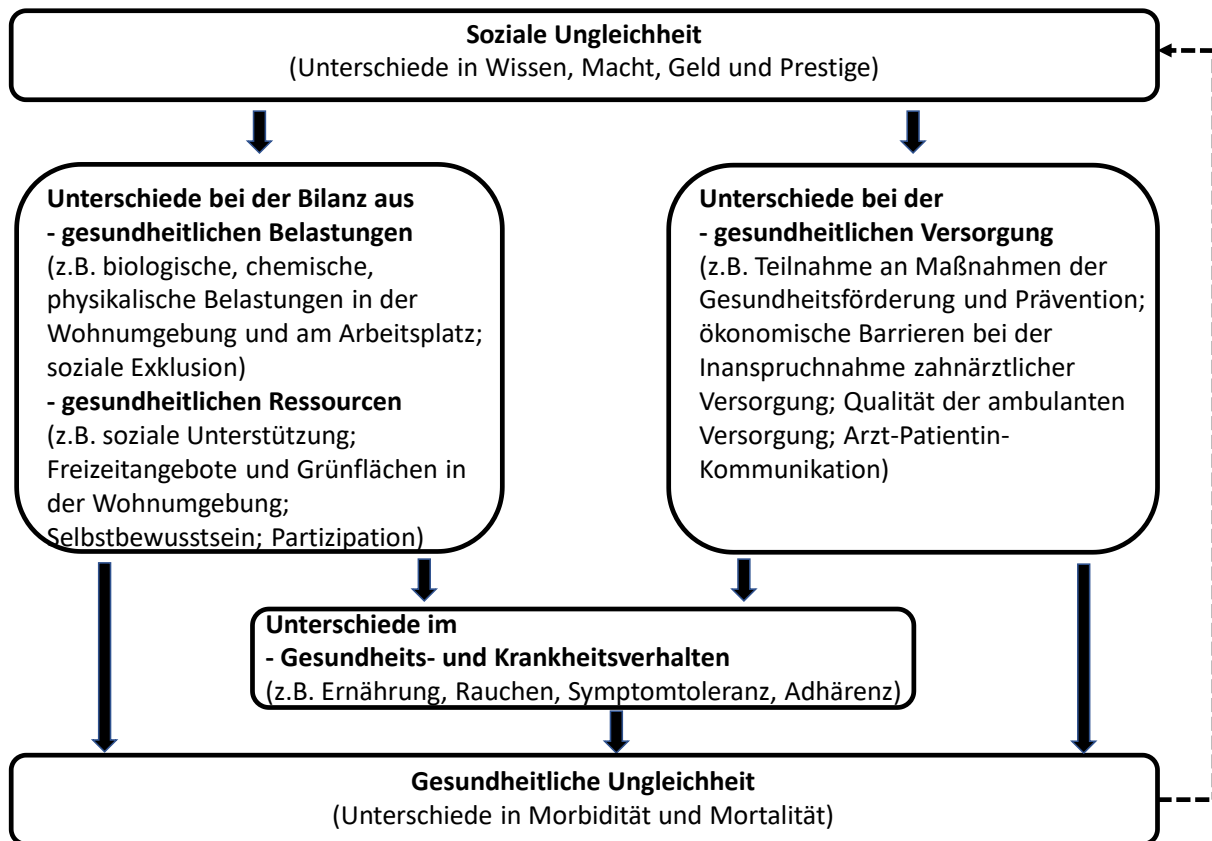 Soziale Ungleichheit
(Unterschiede in Wissen, Macht, Geld und Prestige)
Unterschiede bei der Bilanz aus
- gesundheitlichen Belastungen
(z.B. biologische, chemische,
physikalische Belastungen in der
Wohnumgebung und am Arbeitsplatz;
soziale Exklusion)
- gesundheitlichen Ressourcen
(z.B. soziale Unterstützung;
Freizeitangebote und Grünflächen in
der Wohnumgebung;
Selbstbewusstsein; Partizipation)
Unterschiede bei der
- gesundheitlichen Versorgung
(z.B. Teilnahme an Maßnahmen der
Gesundheitsförderung und Prävention;
ökonomische Barrieren bei der
Inanspruchnahme zahnärztlicher
Versorgung; Qualität der ambulanten
Versorgung; Arzt-Patientin-
Kommunikation)
Unterschiede im
- Gesundheits- und Krankheitsverhalten
(z.B. Ernährung, Rauchen, Symptomtoleranz, Adhärenz)
Gesundheitliche Ungleichheit
(Unterschiede in Morbidität und Mortalität)